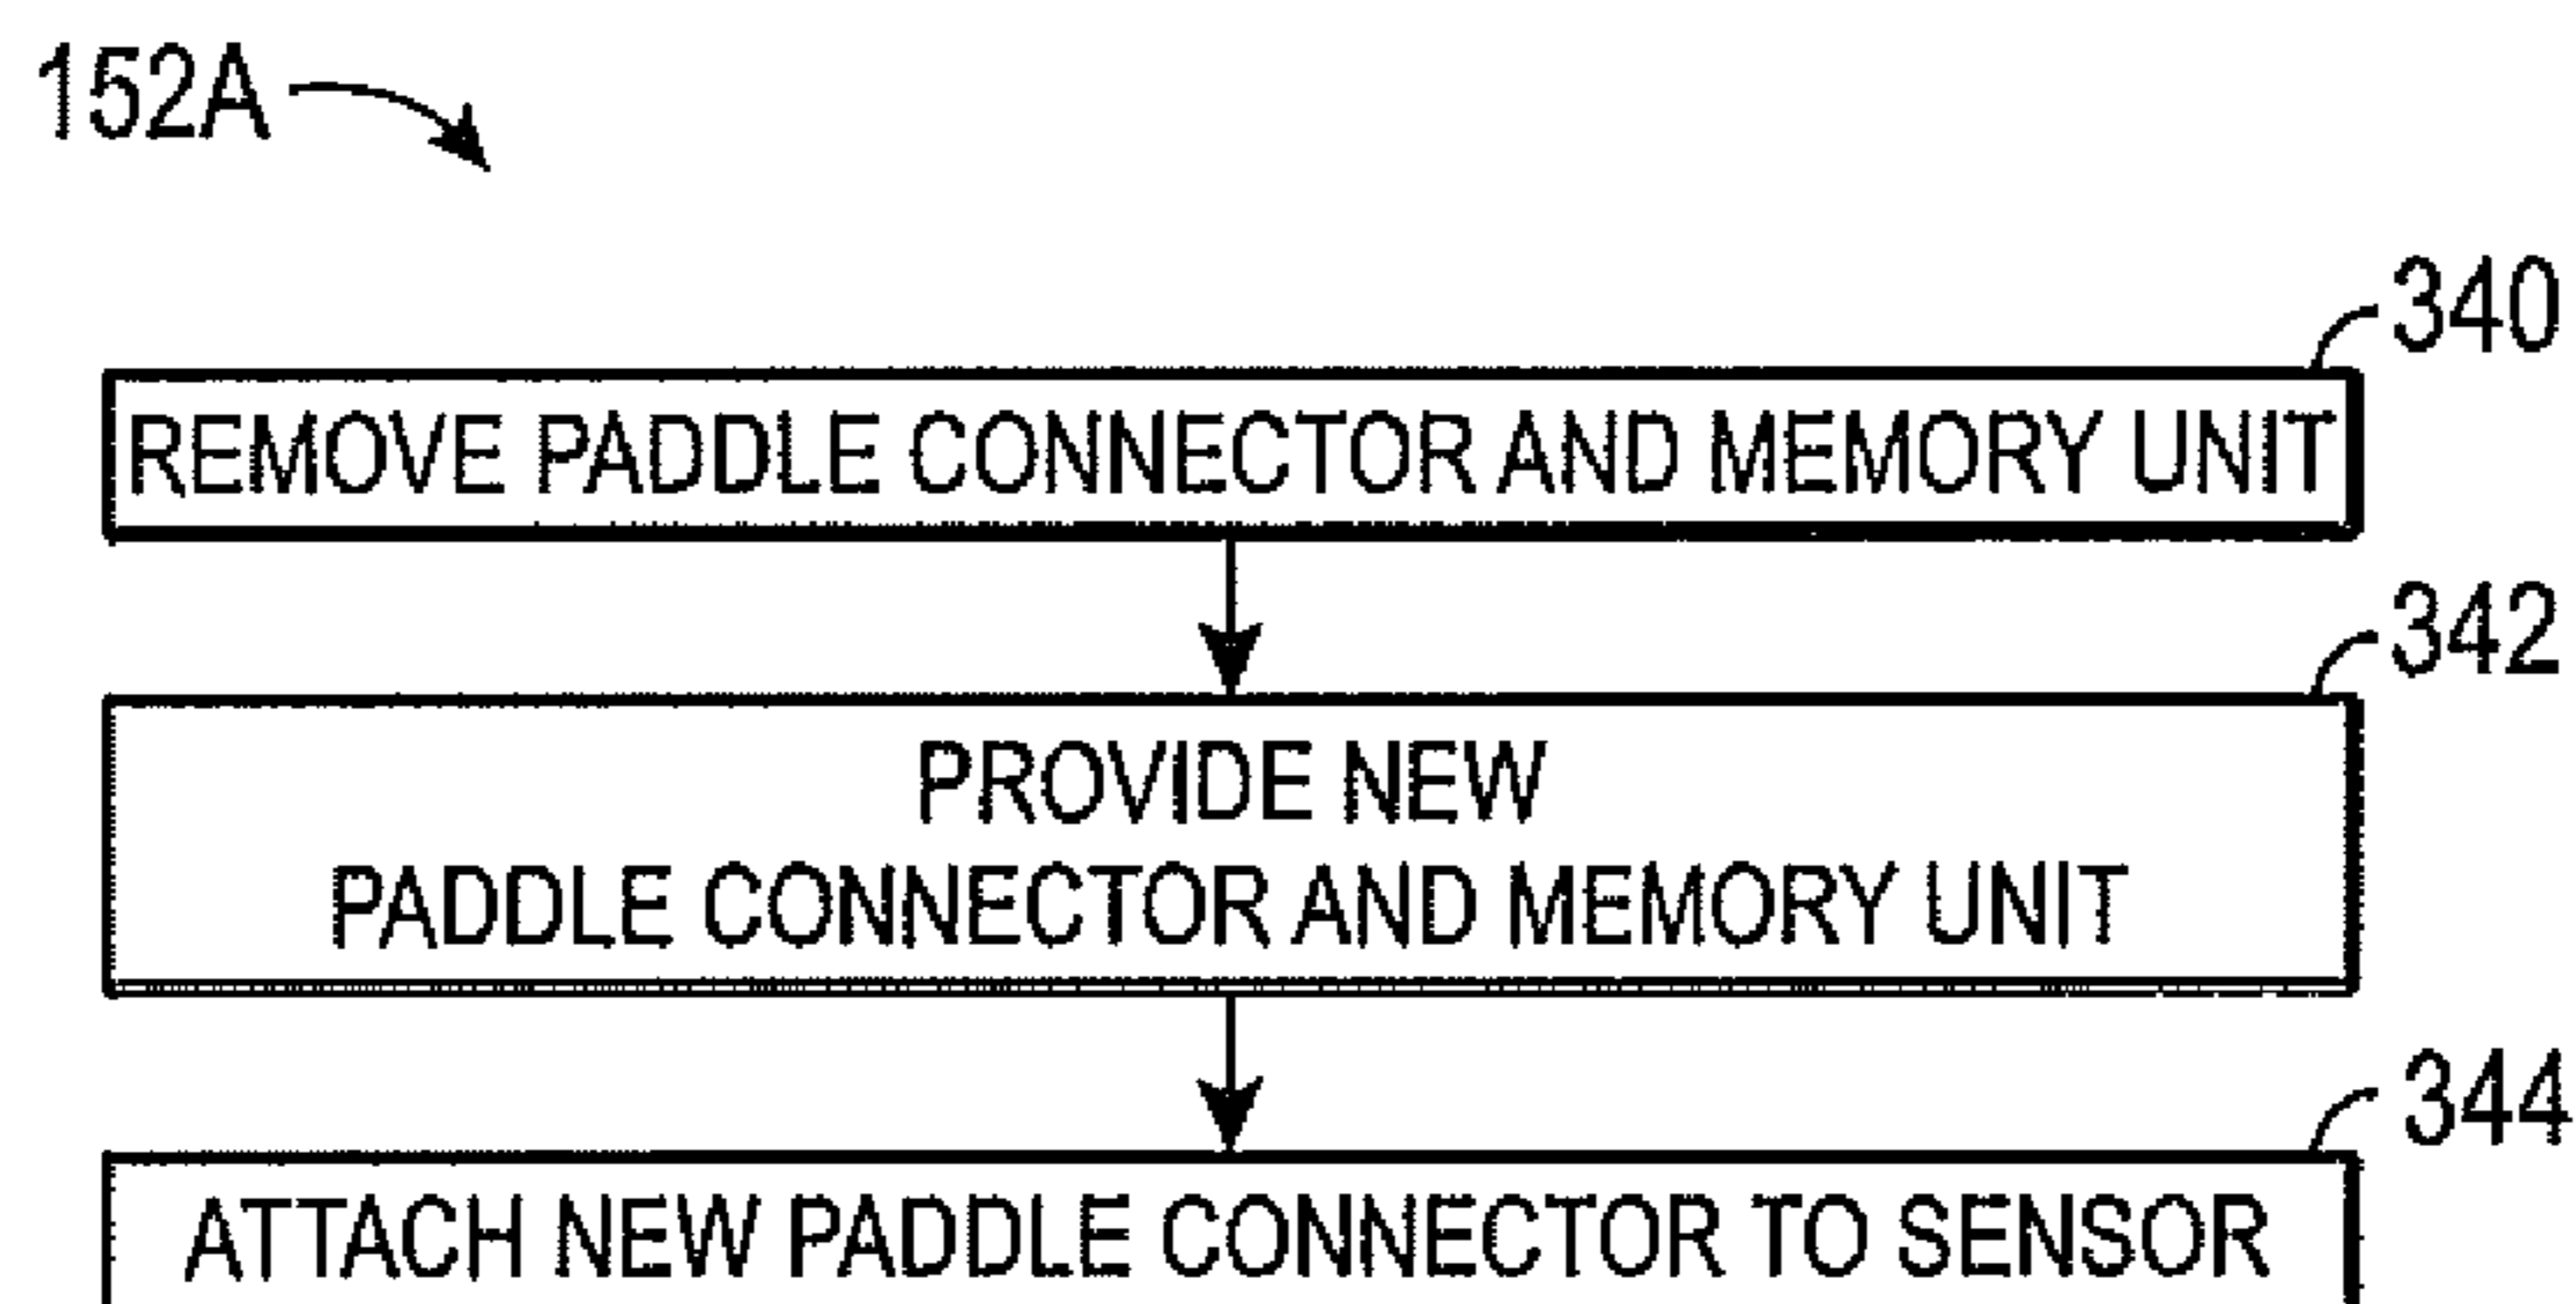 152A
340
REMOVE PADDLE CONNECTOR AND MEMORY UNIT
342
PROVIDE NEW
PADDLE CONNECTOR AND MEMORY UNIT
344
ATTACH NEW PADDLE CONNECTOR TO SENSOR